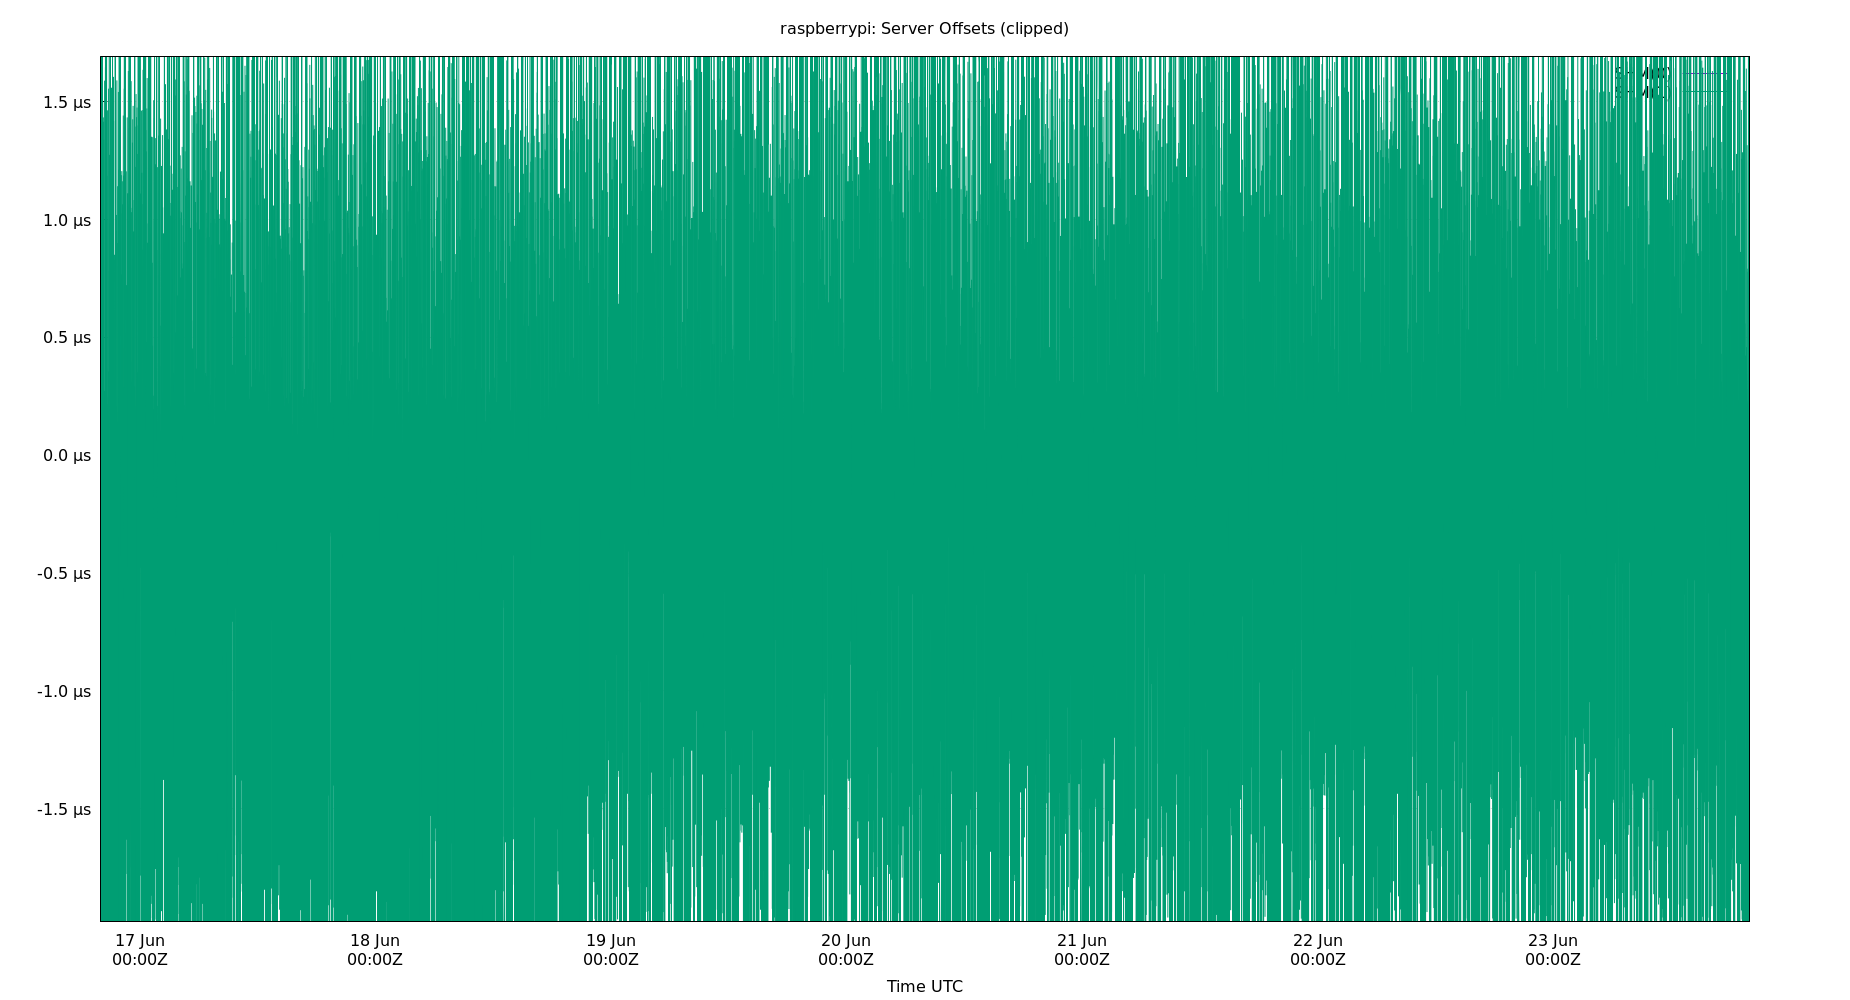 raspberrypi: Server Offsets (clipped)
1.5 µs
1.0 µs
0.5 µs
0.0 µs
-0.5 µs
-1.0 µs
-1.5 µs
17 Jun
00:00Z
18 Jun
00:00Z
19 Jun
00:00Z
20 Jun
00:00Z
21 Jun
00:00Z
22 Jun
00:00Z
23 Jun
00:00Z
Time UTC